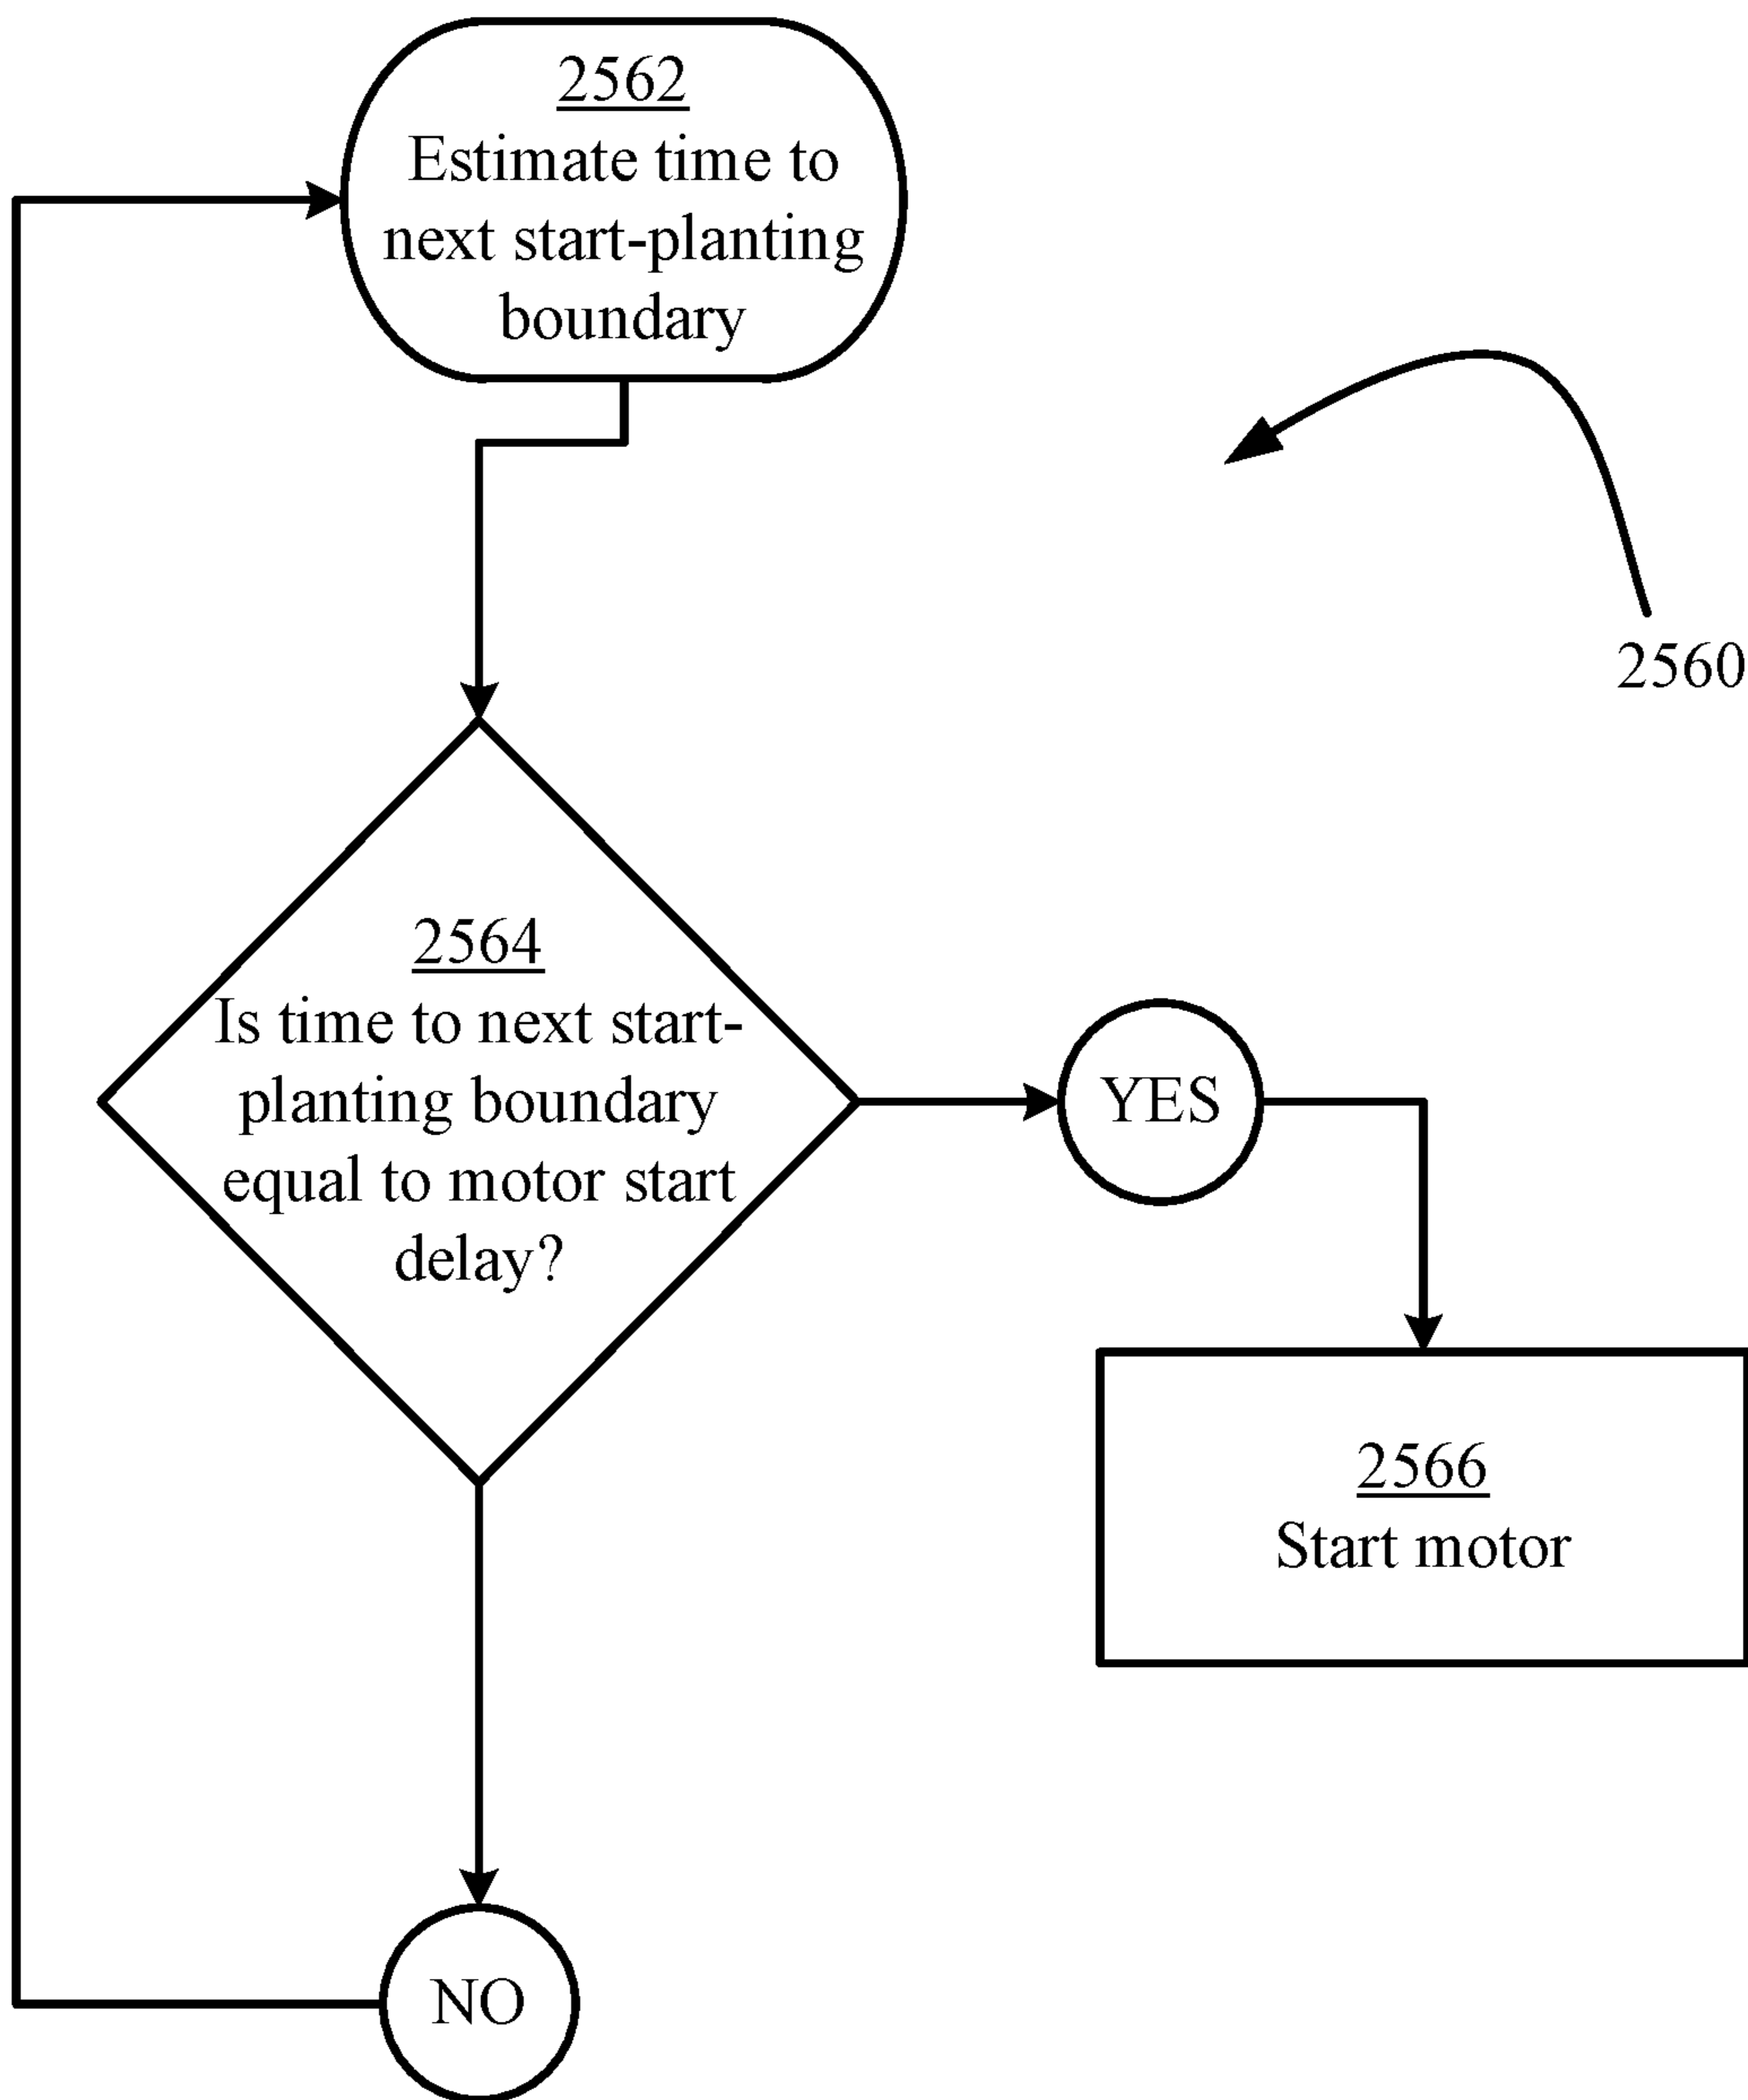 2562
Estimate time to
next start-planting
boundary
2560
2564
Is time to next start-
planting boundary
equal to motor start
delay?
YES
2566
Start motor
NO